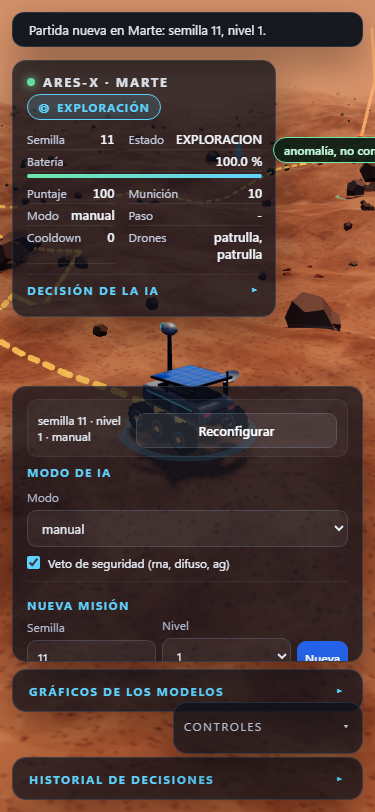 Partida nueva en Marte: semilla 11, nivel 1.
ARES-X · MARTE
EXPLORACIÓN
Semilla 11 Estado EXPLORACION
Batería 100.0 %
anomalía, no con
Puntaje 100 Munición 10
Modo manual Paso -
Cooldown 0 Drones patrulla, patrulla
DECISIÓN DE LA IA
semilla 11 · nivel 1 · manual
Reconfigurar
MODO DE IA
Modo
manual
Veto de seguridad (rna, difuso, ag)
NUEVA MISIÓN
Semilla Nivel
11 1 Nueva
GRÁFICOS DE LOS MODELOS
CONTROLES
HISTORIAL DE DECISIONES